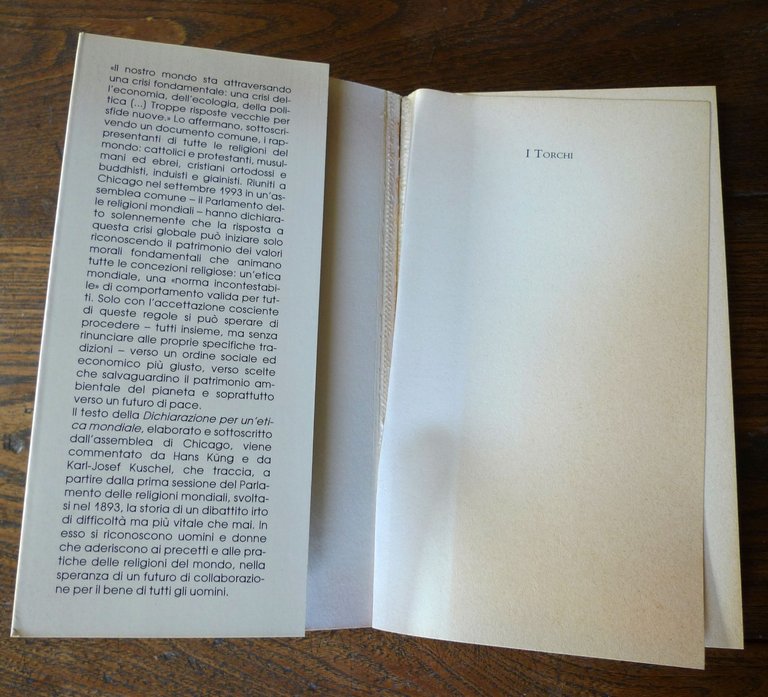 «Il nostro mondo sta attraversando
una crisi fondamentale: una crisi del-
l'economia, dell'ecologia, della poli-
tica (...) Troppe risposte vecchie per
sfide nuove.» Lo affermano, sottoscri-
vendo un documento comune, i rap-
presentanti di tutte le religioni del
mondo: cattolici e protestanti, musul-
mani ed ebrei, cristiani ortodossi e
buddhisti, induisti e giainisti. Riuniti a
Chicago nel settembre 1993 in un'as-
semblea comune – il Parlamento del-
le religioni mondiali – hanno dichiara-
to solennemente che la risposta a
questa crisi globale può iniziare solo
riconoscendo il patrimonio dei valori
morali fondamentali che animano
tutte le concezioni religiose: un'etica
mondiale, una «norma incontestabi-
le» di comportamento valida per tut-
ti. Solo con l'accettazione cosciente
di queste regole si può sperare di
procedere – tutti insieme, ma senza
rinunciare alle proprie specifiche tra-
dizioni – verso un ordine sociale ed
economico più giusto, verso scelte
che salvaguardino il patrimonio am-
bientale del pianeta e soprattutto
verso un futuro di pace.
Il testo della Dichiarazione per un'eti-
ca mondiale, elaborato e sottoscritto
dall'assemblea di Chicago, viene
commentato da Hans Küng e da
Karl-Josef Kuschel, che traccia, a
partire dalla prima sessione del Parla-
mento delle religioni mondiali, svolta-
si nel 1893, la storia di un dibattito irto
di difficoltà ma più vitale che mai. In
esso si riconoscono uomini e donne
che aderiscono ai precetti e alle pra-
tiche delle religioni del mondo, nella
speranza di un futuro di collaborazio-
ne per il bene di tutti gli uomini.
I Torchi